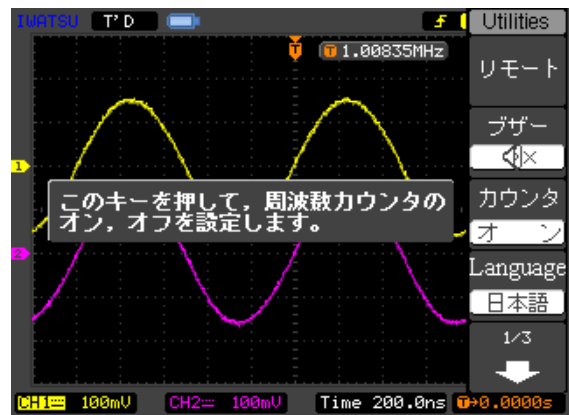 IWATSU T'D
1.00835MHz
Utilities
リモート
ブザー
カウンタ
オン
Language
日本語
1/3
1
2
このキーを押して，周波数カウンタの
オン，オフを設定します。
CH1 100mV CH2 100mV Time 200.0ns T→0.0000s